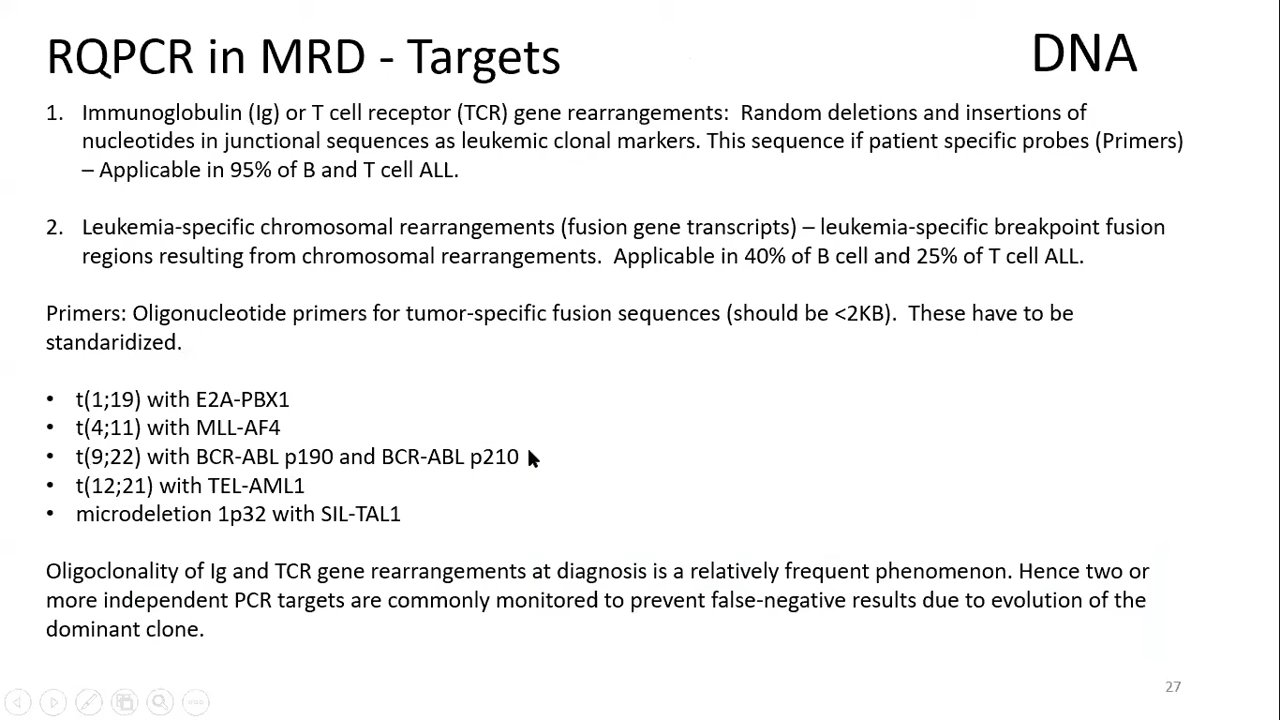 RQPCR in MRD - Targets
DNA
1. Immunoglobulin (Ig) or T cell receptor (TCR) gene rearrangements: Random deletions and insertions of
nucleotides in junctional sequences as leukemic clonal markers. This sequence if patient specific probes (Primers)
– Applicable in 95% of B and T cell ALL.
2. Leukemia-specific chromosomal rearrangements (fusion gene transcripts) – leukemia-specific breakpoint fusion
regions resulting from chromosomal rearrangements. Applicable in 40% of B cell and 25% of T cell ALL.
Primers: Oligonucleotide primers for tumor-specific fusion sequences (should be <2KB). These have to be
standaridized.
• t(1;19) with E2A-PBX1
• t(4;11) with MLL-AF4
• t(9;22) with BCR-ABL p190 and BCR-ABL p210
• t(12;21) with TEL-AML1
• microdeletion 1p32 with SIL-TAL1
Oligoclonality of Ig and TCR gene rearrangements at diagnosis is a relatively frequent phenomenon. Hence two or
more independent PCR targets are commonly monitored to prevent false-negative results due to evolution of the
dominant clone.
27